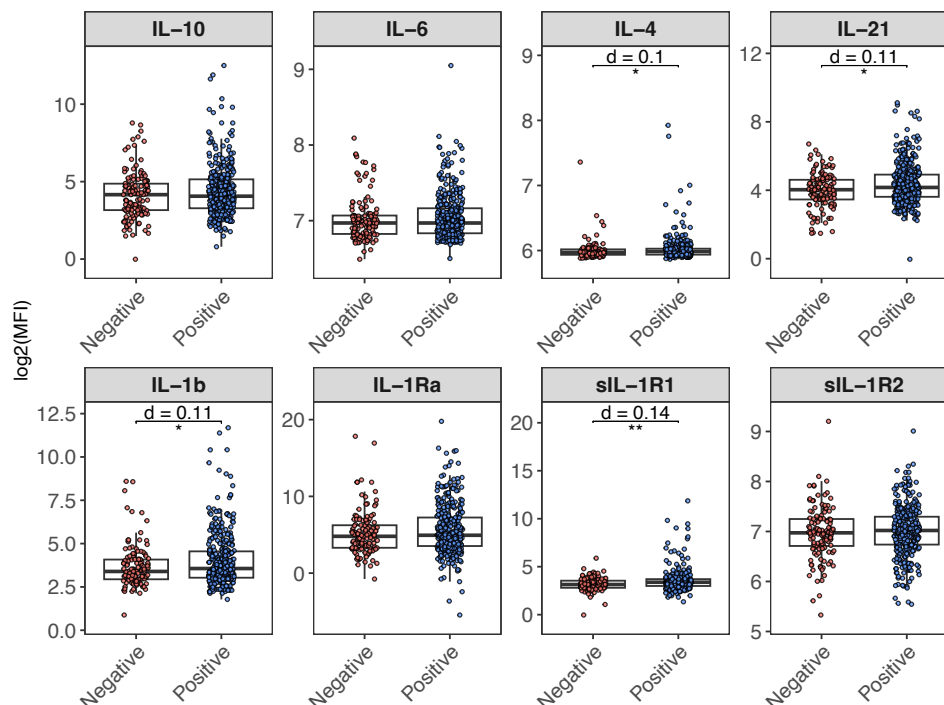 IL−10 IL−6 IL−4 IL−21
10
5
0
Negative Positive
9
8
7
Negative Positive
d = 0.1
*
9
8
7
6
Negative Positive
d = 0.11
*
12
8
4
0
Negative Positive
log2(MFI)
IL−1b IL−1Ra sIL−1R1 sIL−1R2
d = 0.11
*
12.5
10.0
7.5
5.0
2.5
0.0
Negative Positive
20
10
0
Negative Positive
d = 0.14
**
20
15
10
5
0
Negative Positive
9
8
7
6
5
Negative Positive